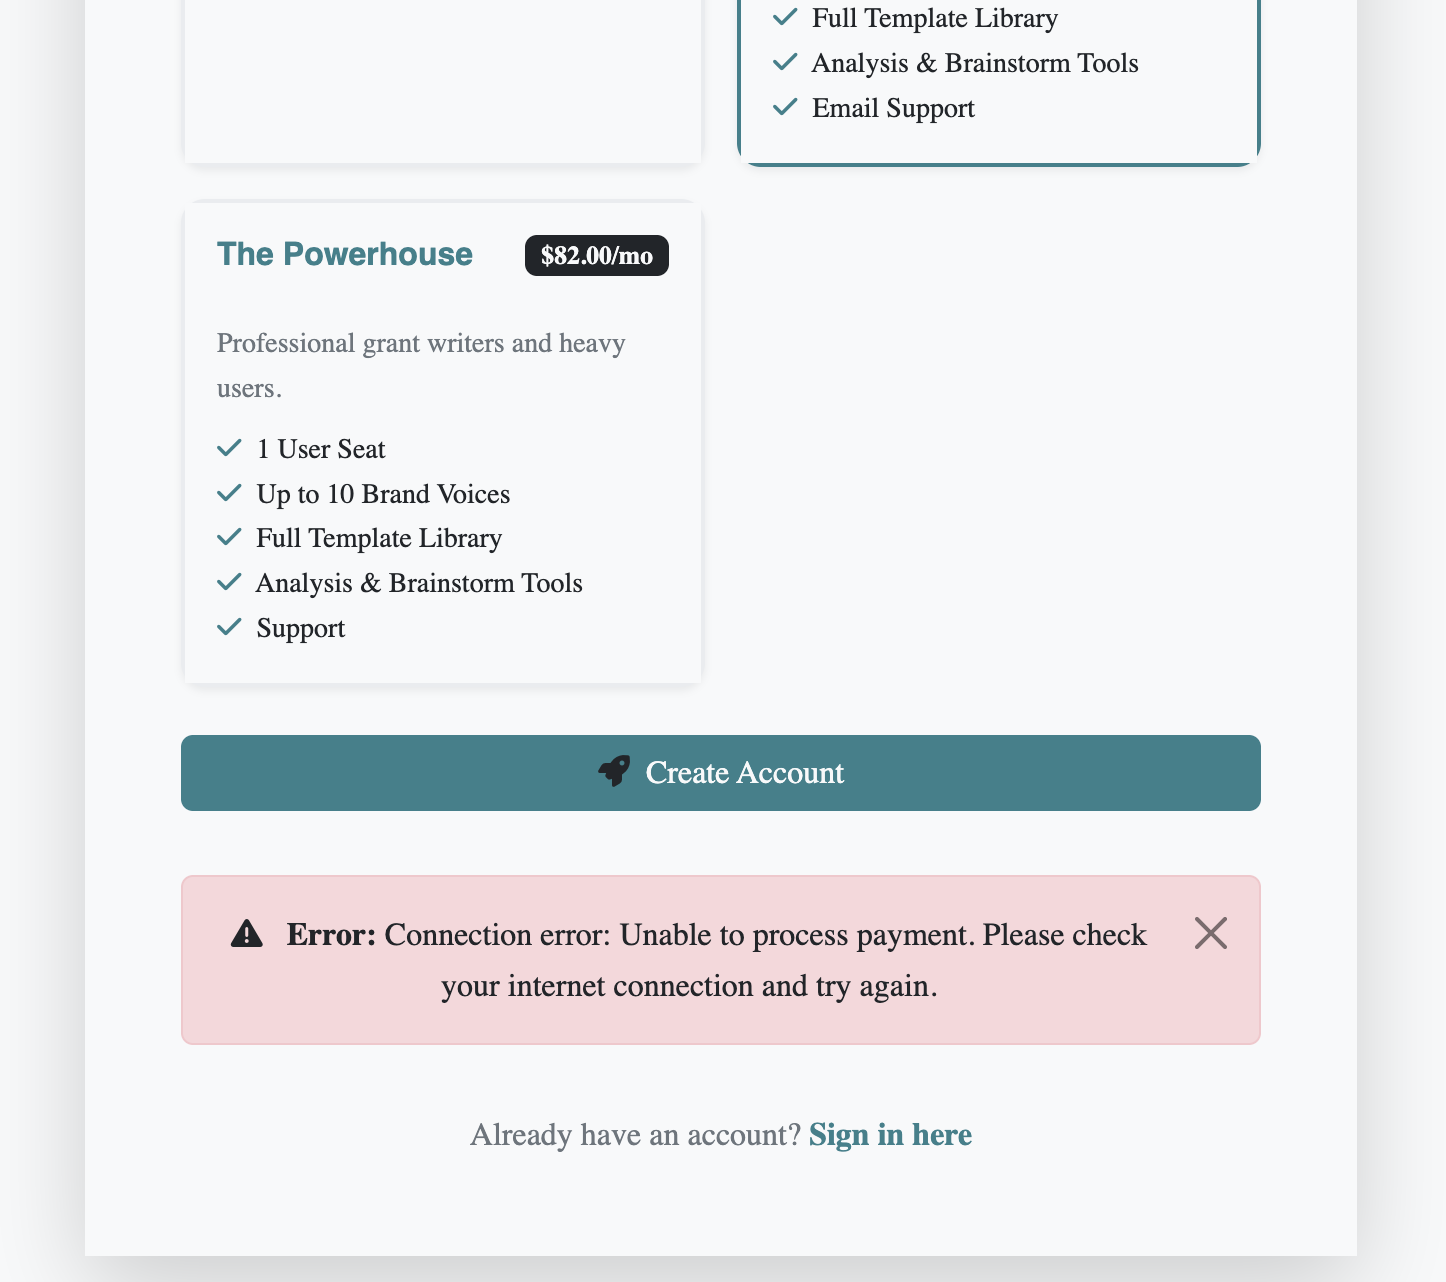 Full Template Library
Analysis & Brainstorm Tools
Email Support
The Powerhouse
$82.00/mo
Professional grant writers and heavy
users.
1 User Seat
Up to 10 Brand Voices
Full Template Library
Analysis & Brainstorm Tools
Support
Create Account
Error: Connection error: Unable to process payment. Please check
your internet connection and try again.
Already have an account? Sign in here